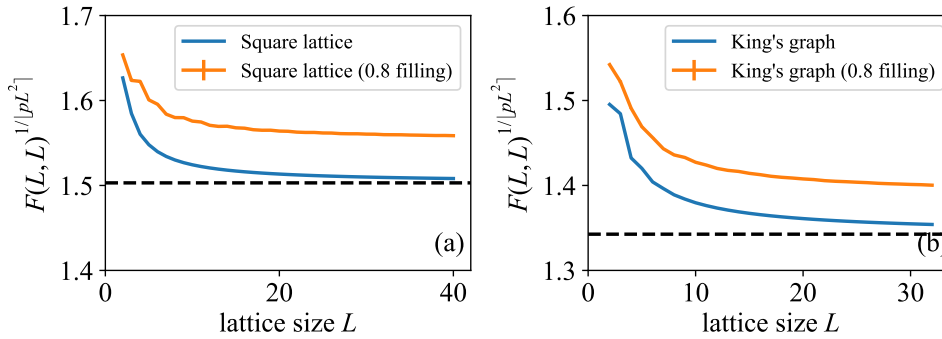 1.7
1.6
1.5
1.4
0
20
40
F(L, L)^{1/⌈pL^2⌉}
lattice size L
Square lattice
Square lattice (0.8 filling)
(a)
1.6
1.5
1.4
1.3
0
10
20
30
F(L, L)^{1/⌈pL^2⌉}
lattice size L
King's graph
King's graph (0.8 filling)
(b)